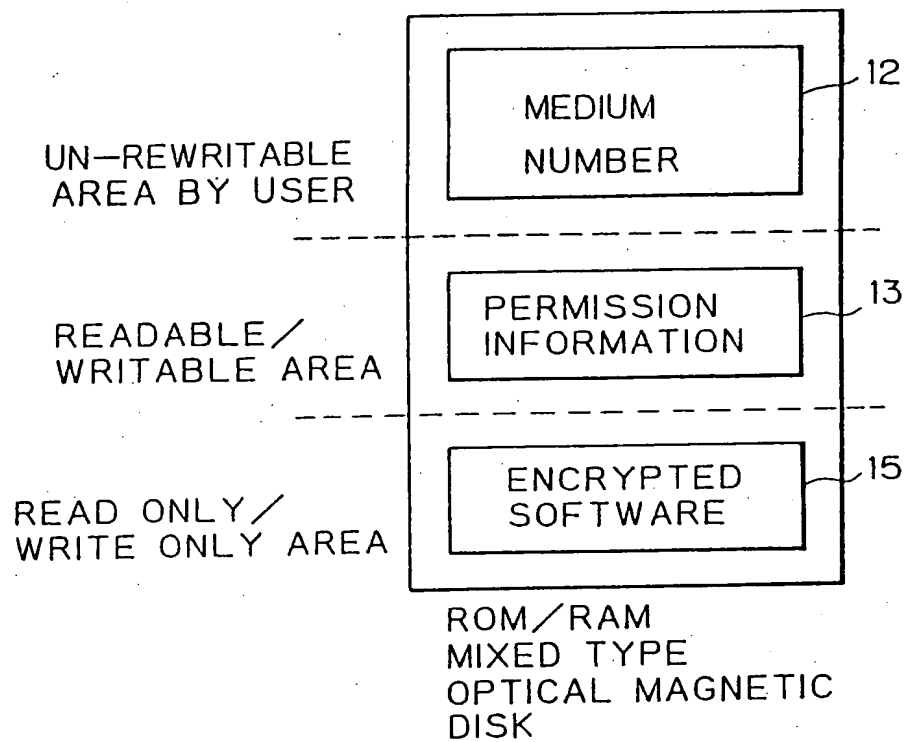 MEDIUM
NUMBER
12
UN-REWRITABLE
AREA BY USER
PERMISSION
INFORMATION
13
READABLE/
WRITABLE AREA
ENCRYPTED
SOFTWARE
15
READ ONLY/
WRITE ONLY AREA
ROM/RAM
MIXED TYPE
OPTICAL MAGNETIC
DISK